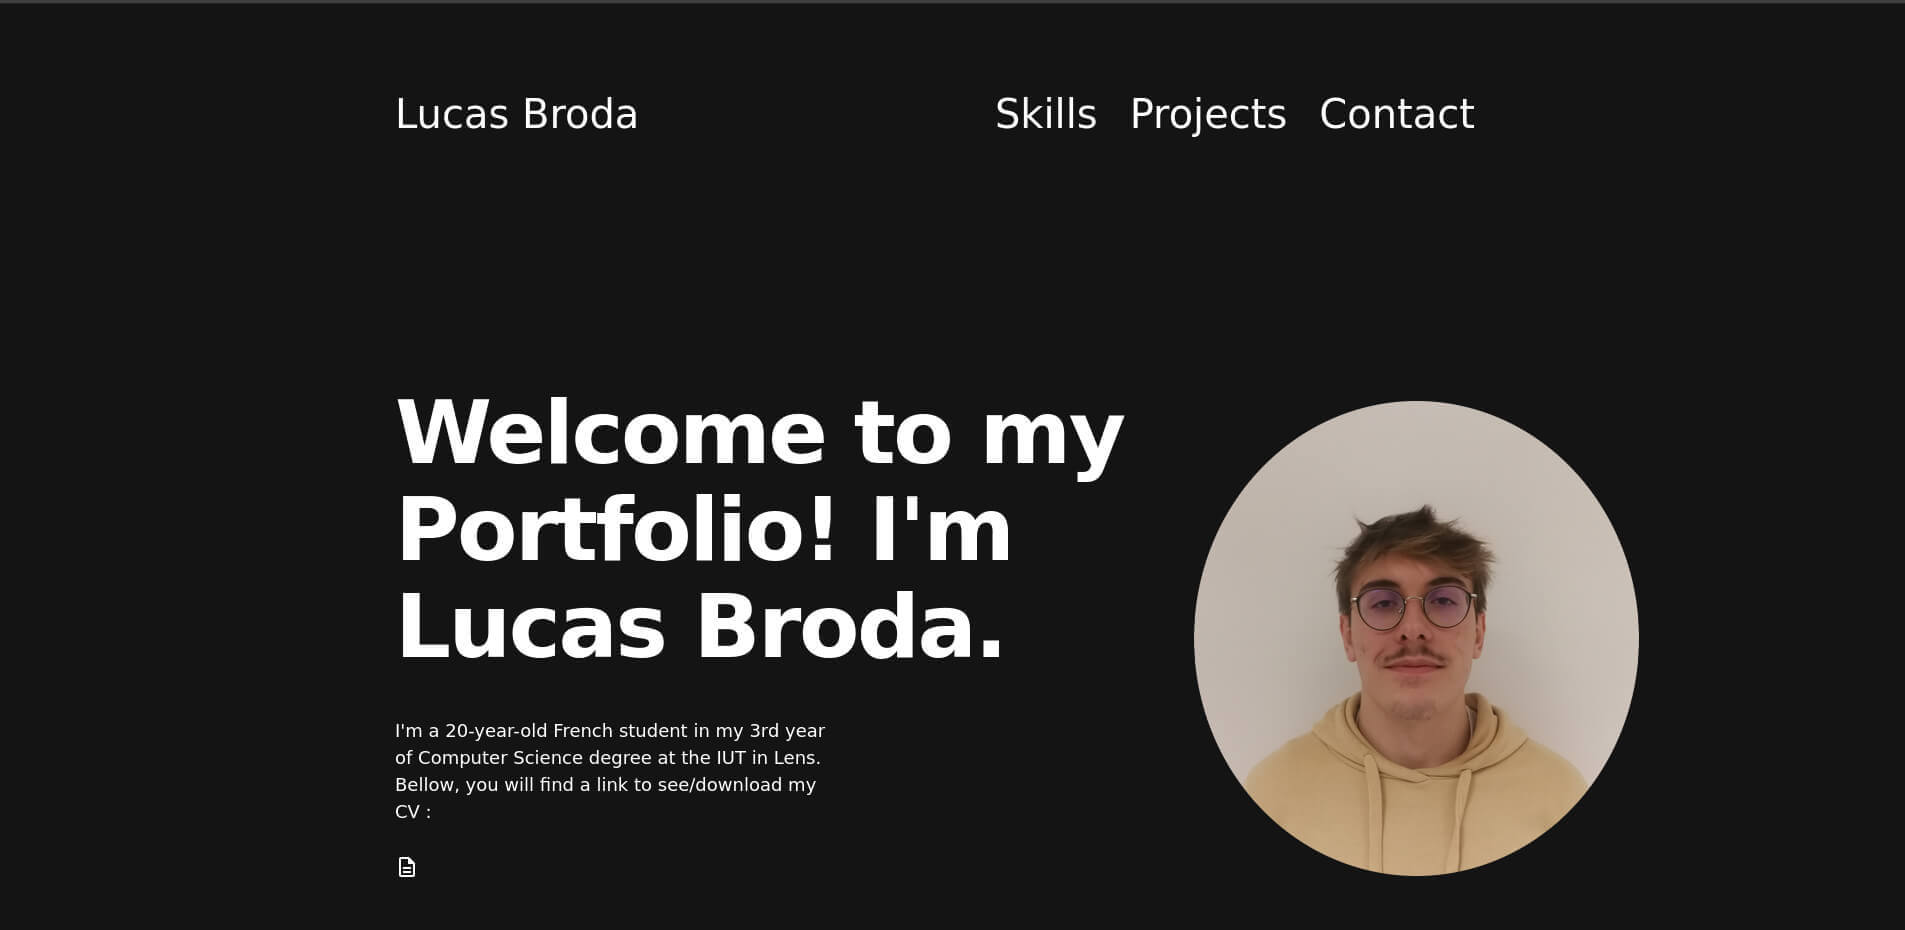 Lucas Broda
Skills Projects Contact
Welcome to my
Portfolio! I'm
Lucas Broda.
I'm a 20-year-old French student in my 3rd year
of Computer Science degree at the IUT in Lens.
Bellow, you will find a link to see/download my
CV :